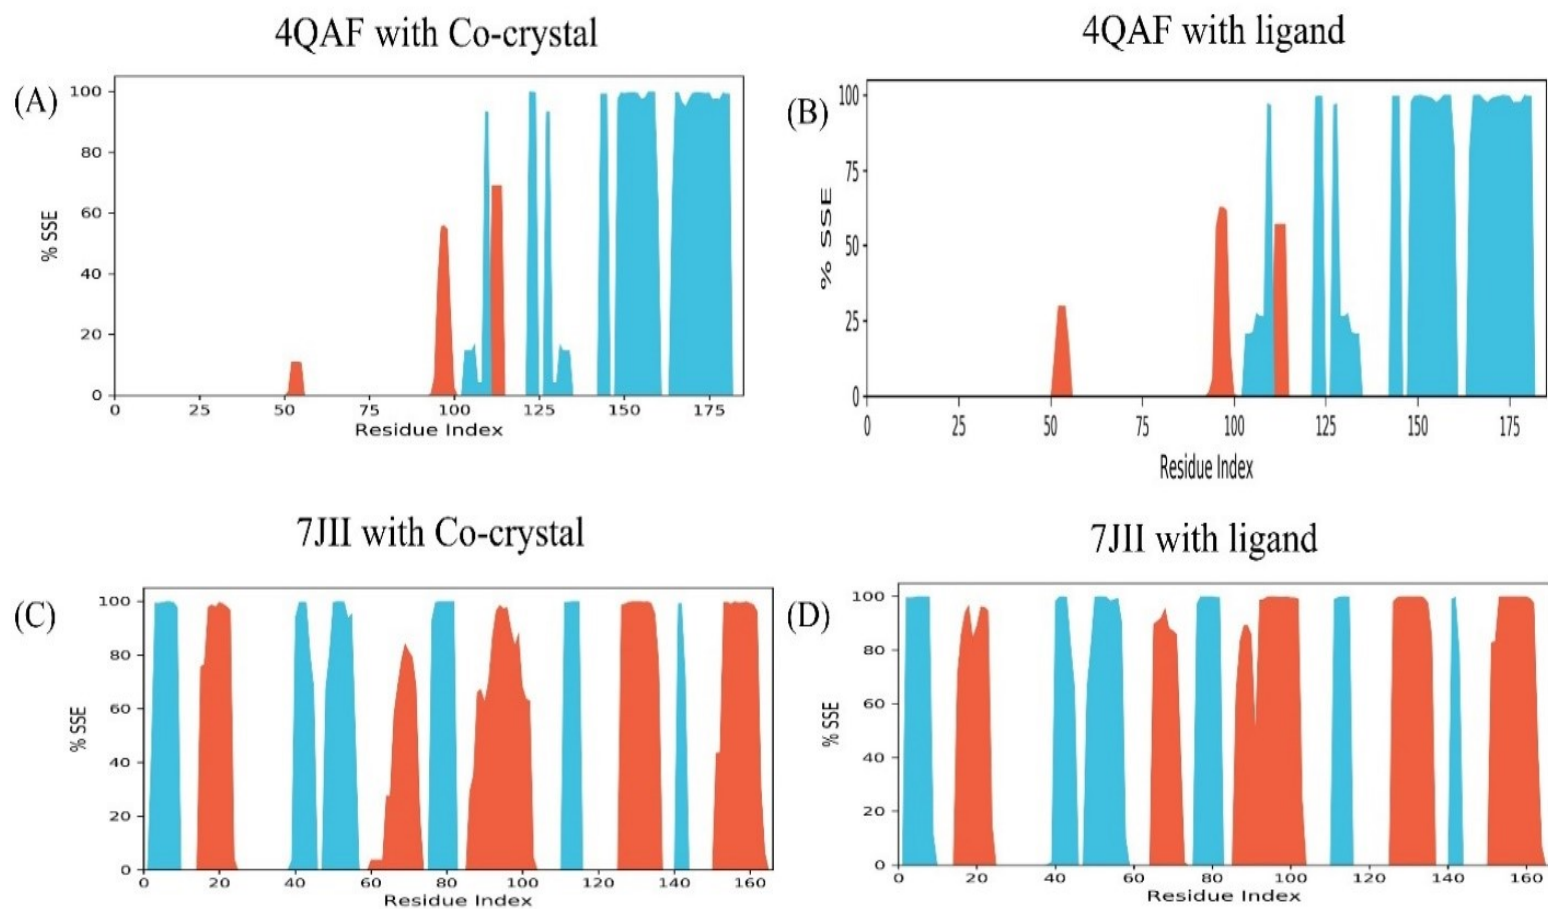 4QAF with Co-crystal
(A)
100
80
60
40
20
0
% SSE
0 25 50 75 100 125 150 175
Residue Index
4QAF with ligand
(B)
100
75
50
25
0
% SSE
0 25 50 75 100 125 150 175
Residue Index
7JII with Co-crystal
(C)
100
80
60
40
20
0
% SSE
0 20 40 60 80 100 120 140 160
Residue Index
7JII with ligand
(D)
100
80
60
40
20
0
% SSE
0 20 40 60 80 100 120 140 160
Residue Index